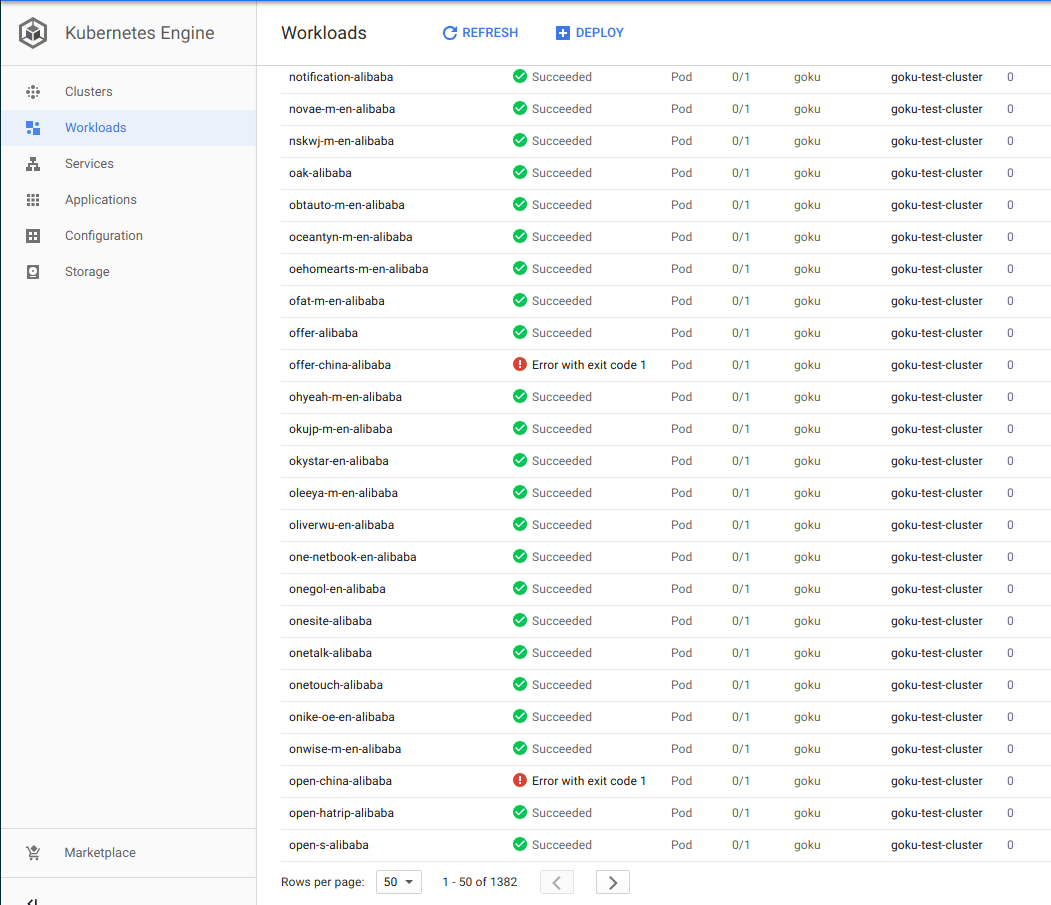 Kubernetes Engine
Workloads REFRESH DEPLOY
Clusters
Workloads
Services
Applications
Configuration
Storage
Marketplace
notification-alibaba Succeeded Pod 0/1 goku goku-test-cluster 0
novae-m-en-alibaba Succeeded Pod 0/1 goku goku-test-cluster 0
nskwj-m-en-alibaba Succeeded Pod 0/1 goku goku-test-cluster 0
oak-alibaba Succeeded Pod 0/1 goku goku-test-cluster 0
obtauto-m-en-alibaba Succeeded Pod 0/1 goku goku-test-cluster 0
oceantyn-m-en-alibaba Succeeded Pod 0/1 goku goku-test-cluster 0
oehomearts-m-en-alibaba Succeeded Pod 0/1 goku goku-test-cluster 0
ofat-m-en-alibaba Succeeded Pod 0/1 goku goku-test-cluster 0
offer-alibaba Succeeded Pod 0/1 goku goku-test-cluster 0
offer-china-alibaba Error with exit code 1 Pod 0/1 goku goku-test-cluster 0
ohyeah-m-en-alibaba Succeeded Pod 0/1 goku goku-test-cluster 0
okujp-m-en-alibaba Succeeded Pod 0/1 goku goku-test-cluster 0
okystar-en-alibaba Succeeded Pod 0/1 goku goku-test-cluster 0
oleeya-m-en-alibaba Succeeded Pod 0/1 goku goku-test-cluster 0
oliverwu-en-alibaba Succeeded Pod 0/1 goku goku-test-cluster 0
one-netbook-en-alibaba Succeeded Pod 0/1 goku goku-test-cluster 0
onegol-en-alibaba Succeeded Pod 0/1 goku goku-test-cluster 0
onesite-alibaba Succeeded Pod 0/1 goku goku-test-cluster 0
onetalk-alibaba Succeeded Pod 0/1 goku goku-test-cluster 0
onetouch-alibaba Succeeded Pod 0/1 goku goku-test-cluster 0
onike-oe-en-alibaba Succeeded Pod 0/1 goku goku-test-cluster 0
onwise-m-en-alibaba Succeeded Pod 0/1 goku goku-test-cluster 0
open-china-alibaba Error with exit code 1 Pod 0/1 goku goku-test-cluster 0
open-hatrip-alibaba Succeeded Pod 0/1 goku goku-test-cluster 0
open-s-alibaba Succeeded Pod 0/1 goku goku-test-cluster 0
Rows per page: 50 1 - 50 of 1382